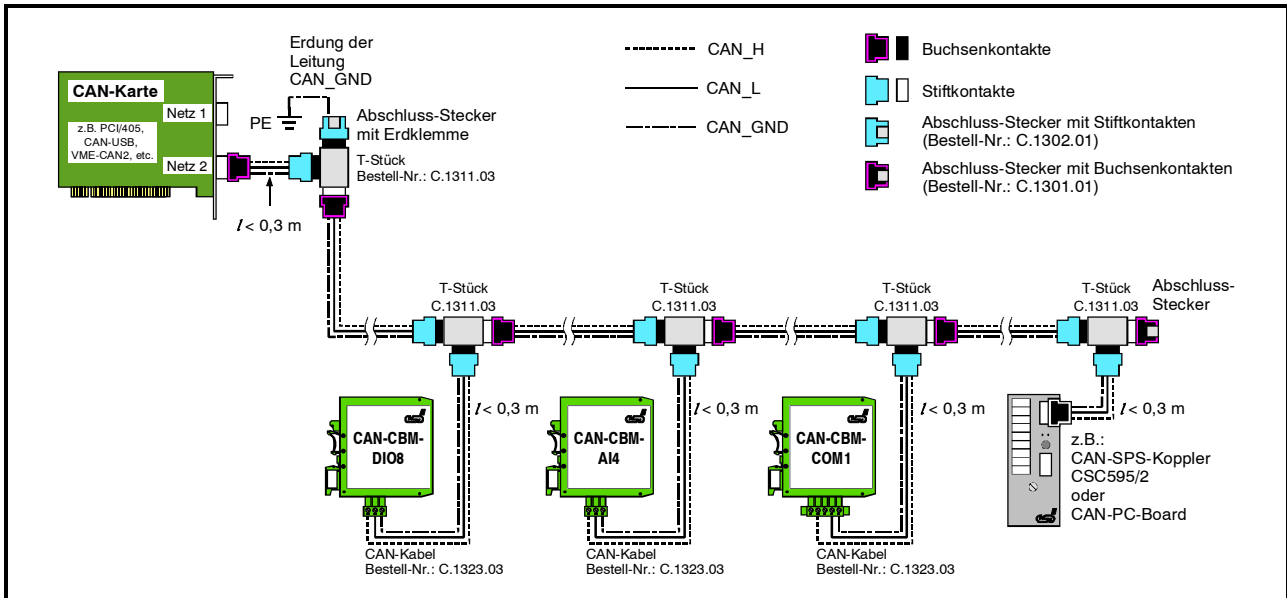 Erdung der
Leitung
CAN_GND
CAN-Karte
Netz 1
z.B. PCI/405,
CAN-USB,
VME-CAN2, etc.
Netz 2
PE
Abschluss-Stecker
mit Erdklemme
T-Stück
Bestell-Nr.: C.1311.03
l < 0,3 m
CAN_H
CAN_L
CAN_GND
Buchsenkontakte
Stiftkontakte
Abschluss-Stecker mit Stiftkontakten
(Bestell-Nr.: C.1302.01)
Abschluss-Stecker mit Buchsenkontakten
(Bestell-Nr.: C.1301.01)
T-Stück
C.1311.03
T-Stück
C.1311.03
T-Stück
C.1311.03
T-Stück
C.1311.03
Abschluss-
Stecker
l < 0,3 m
l < 0,3 m
l < 0,3 m
l < 0,3 m
CAN-CBM-
DIO8
esd
CAN-CBM-
AI4
esd
CAN-CBM-
COM1
esd
z.B.:
CAN-SPS-Koppler
CSC595/2
oder
CAN-PC-Board
esd
CAN-Kabel
Bestell-Nr.: C.1323.03
CAN-Kabel
Bestell-Nr.: C.1323.03
CAN-Kabel
Bestell-Nr.: C.1323.03